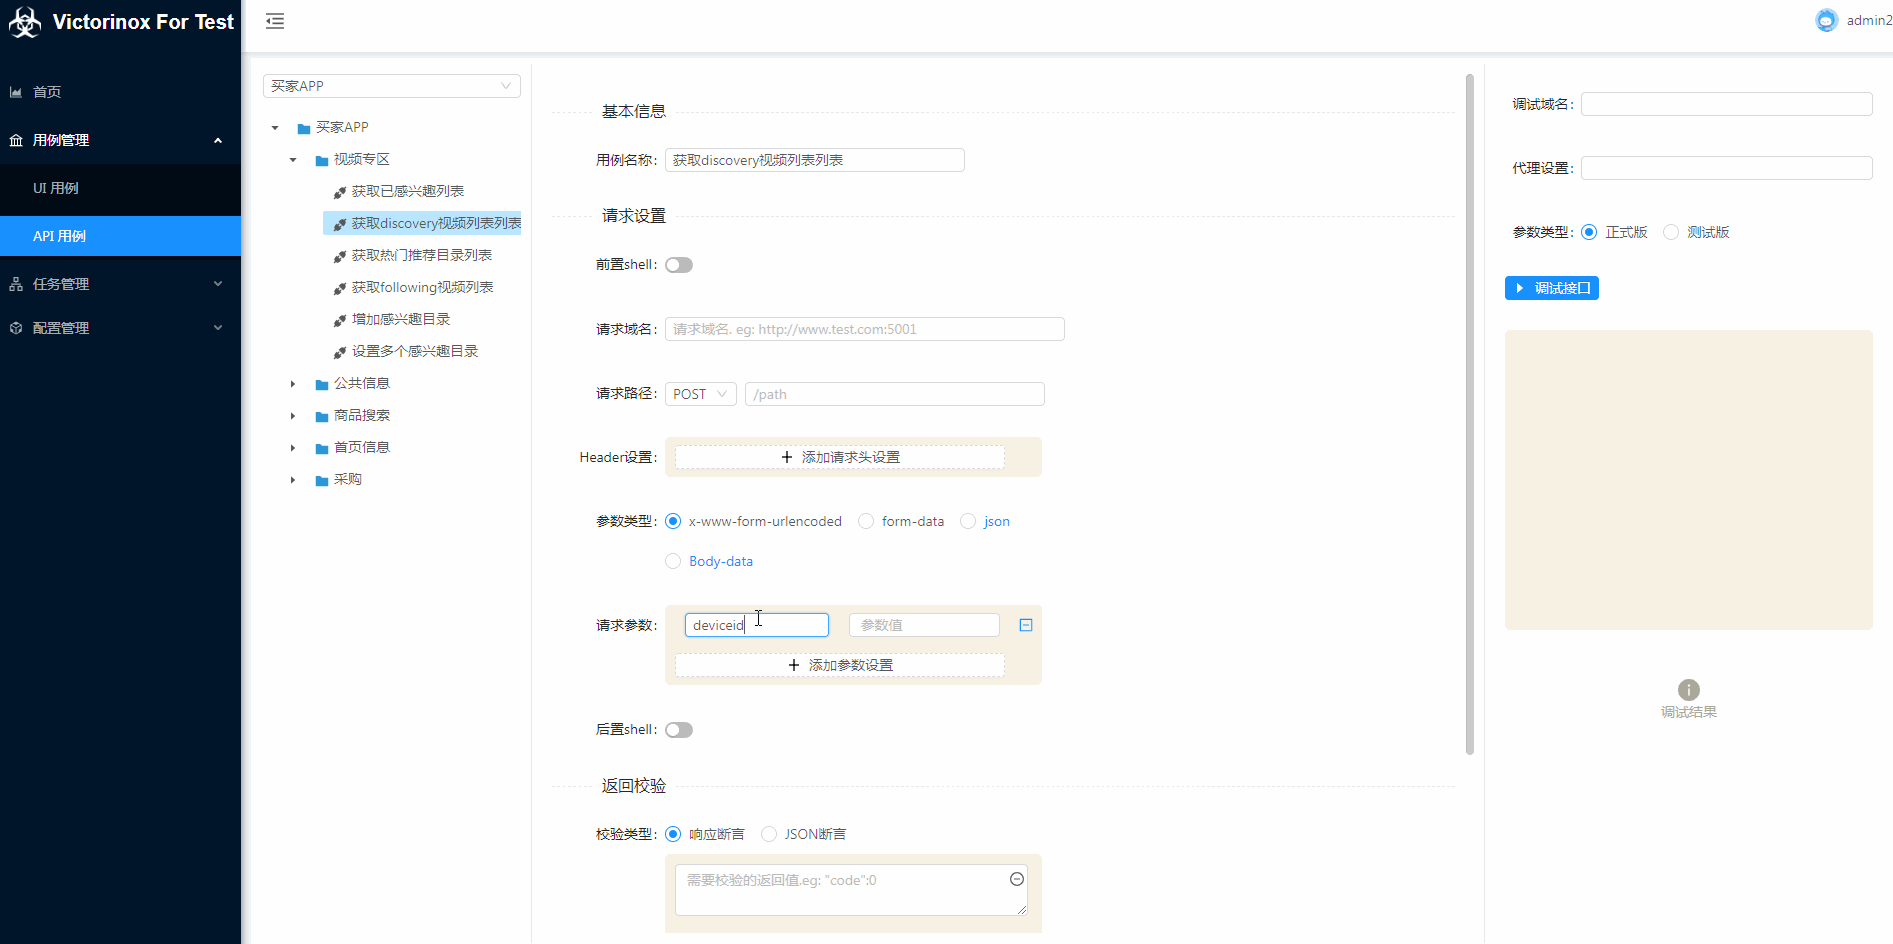 Victorinox For Test
首页
用例管理
UI 用例
API 用例
任务管理
配置管理
admin2
买家APP
买家APP
视频专区
获取已感兴趣列表
获取discovery视频列表列表
获取热门推荐目录列表
获取following视频列表
增加感兴趣目录
设置多个感兴趣目录
公共信息
商品搜索
首页信息
采购
基本信息
用例名称: 获取discovery视频列表列表
请求设置
前置shell:
请求域名: 请求域名. eg: http://www.test.com:5001
请求路径: POST /path
Header设置: 添加请求头设置
参数类型: x-www-form-urlencoded form-data json
Body-data
请求参数: deviceid 参数值
添加参数设置
后置shell:
返回校验
校验类型: 响应断言 JSON断言
需要校验的返回值.eg: "code":0
调试域名:
代理设置:
参数类型: 正式版 测试版
调试接口
调试结果